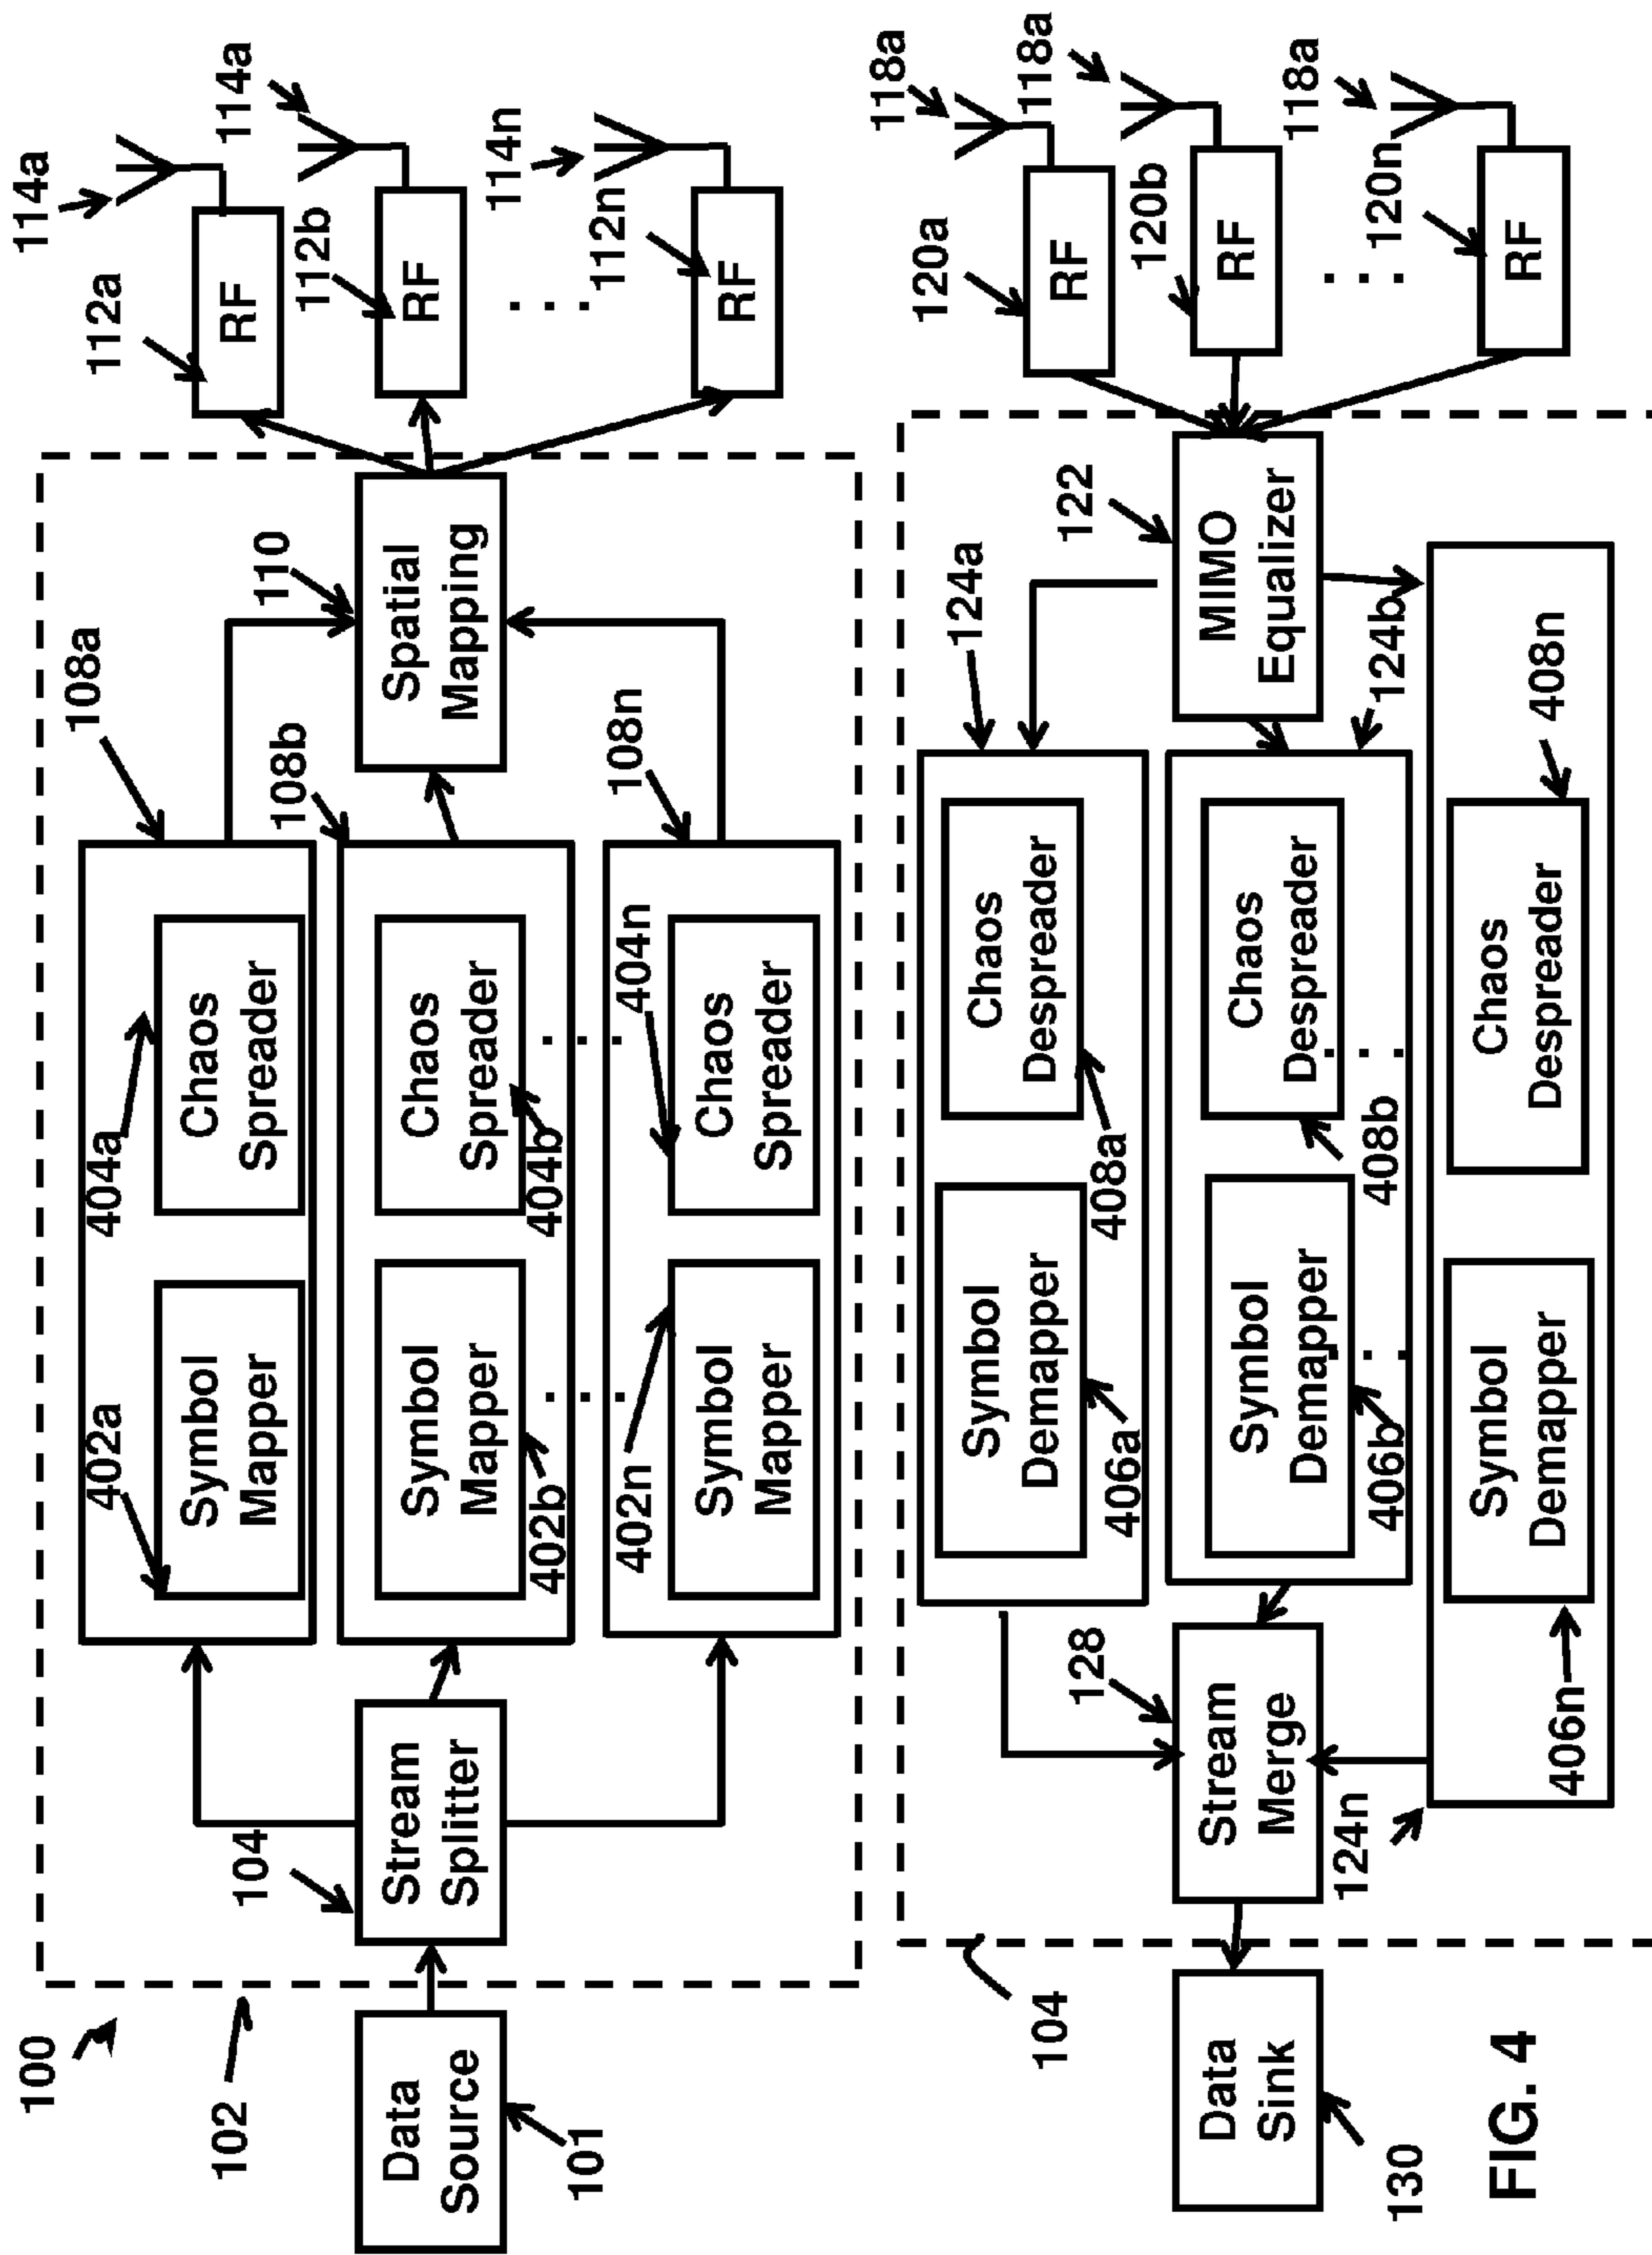 100
102
Data
Source
101
104
Stream
Splitter
108a
402a
Symbol
Mapper
404a
Chaos
Spreader
108b
Symbol
Mapper
402b
Chaos
Spreader
404b
. . .
. . .
108n
402n
Symbol
Mapper
404n
Chaos
Spreader
110
Spatial
Mapping
112a
RF
114a
112b
RF
114a
. . .
112n
RF
114n
118a
120a
RF
118a
120b
RF
. . .
118a
120n
RF
122
MIMO
Equalizer
124a
Symbol
Demapper
406a
Chaos
Despreader
408a
124b
Symbol
Demapper
406b
Chaos
Despreader
408b
. . .
. . .
124n
Symbol
Demapper
406n
Chaos
Despreader
408n
128
Stream
Merge
104
Data
Sink
130
FIG. 4